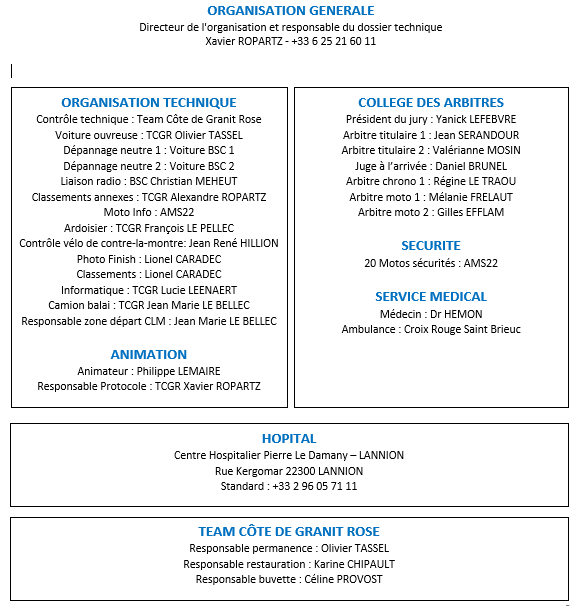 ORGANISATION GENERALE
Directeur de l'organisation et responsable du dossier technique
Xavier ROPARTZ - +33 6 25 21 60 11
ORGANISATION TECHNIQUE
Contrôle technique : Team Côte de Granit Rose
Voiture ouvreuse : TCGR Olivier TASSEL
Dépannage neutre 1 : Voiture BSC 1
Dépannage neutre 2 : Voiture BSC 2
Liaison radio : BSC Christian MEHEUT
Classements annexes : TCGR Alexandre ROPARTZ
Moto Info : AMS22
Ardoisier : TCGR François LE PELLEC
Contrôle vélo de contre-la-montre: Jean René HILLION
Photo Finish : Lionel CARADEC
Classements : Lionel CARADEC
Informatique : TCGR Lucie LEENAERT
Camion balai : TCGR Jean Marie LE BELLEC
Responsable zone départ CLM : Jean Marie LE BELLEC
ANIMATION
Animateur : Philippe LEMAIRE
Responsable Protocole : TCGR Xavier ROPARTZ
COLLEGE DES ARBITRES
Président du jury : Yanick LEFEBVRE
Arbitre titulaire 1 : Jean SERANDOUR
Arbitre titulaire 2 : Valérianne MOSIN
Juge à l'arrivée : Daniel BRUNEL
Arbitre chrono 1 : Régine LE TRAOU
Arbitre moto 1 : Mélanie FRELAUT
Arbitre moto 2 : Gilles EFFLAM
SECURITE
20 Motos sécurités : AMS22
SERVICE MEDICAL
Médecin : Dr HEMON
Ambulance : Croix Rouge Saint Brieuc
HOPITAL
Centre Hospitalier Pierre Le Damany – LANNION
Rue Kergomar 22300 LANNION
Standard : +33 2 96 05 71 11
TEAM CÔTE DE GRANIT ROSE
Responsable permanence : Olivier TASSEL
Responsable restauration : Karine CHIPAULT
Responsable buvette : Céline PROVOST